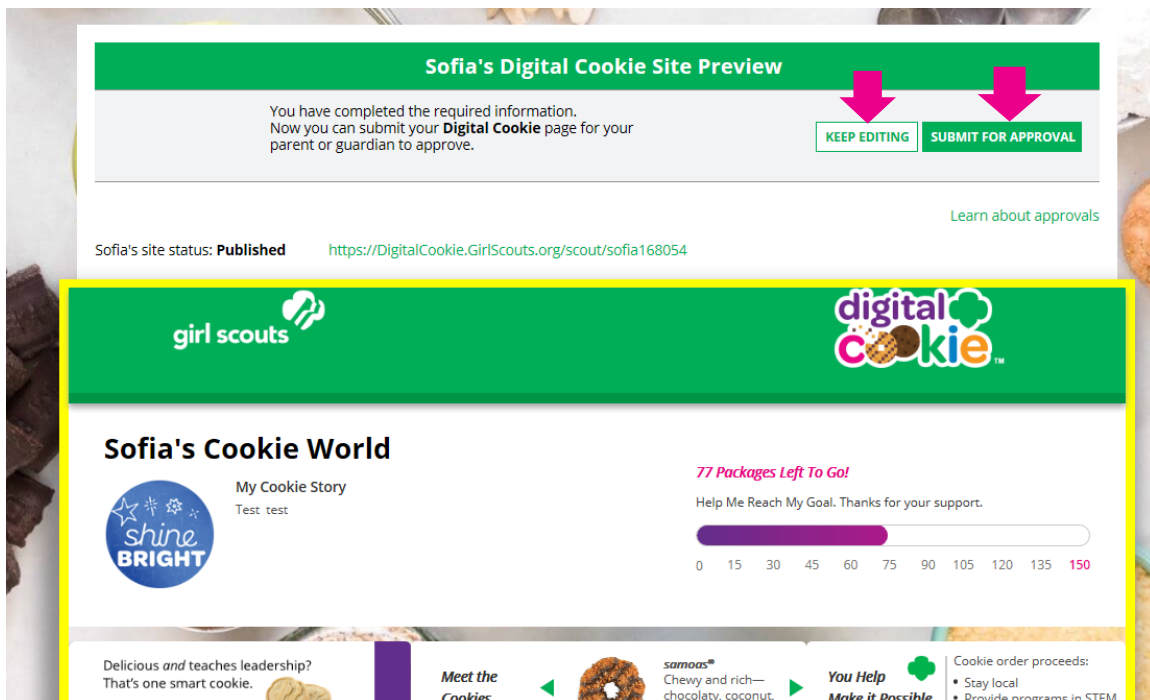 Sofia's Digital Cookie Site Preview
You have completed the required information.
Now you can submit your Digital Cookie page for your
parent or guardian to approve.
KEEP EDITING
SUBMIT FOR APPROVAL
Learn about approvals
Sofia's site status: Published
https://DigitalCookie.GirlScouts.org/scout/sofia168054
girl scouts
digital
cookie™
Sofia's Cookie World
My Cookie Story
Test test
shine
BRIGHT
77 Packages Left To Go!
Help Me Reach My Goal. Thanks for your support.
0 15 30 45 60 75 90 105 120 135 150
Delicious and teaches leadership?
That's one smart cookie.
Meet the
Cookies
samoas®
Chewy and rich—
chocolaty, coconut,
You Help
Make it Possible
Cookie order proceeds:
• Stay local
• Provide programs in STEM